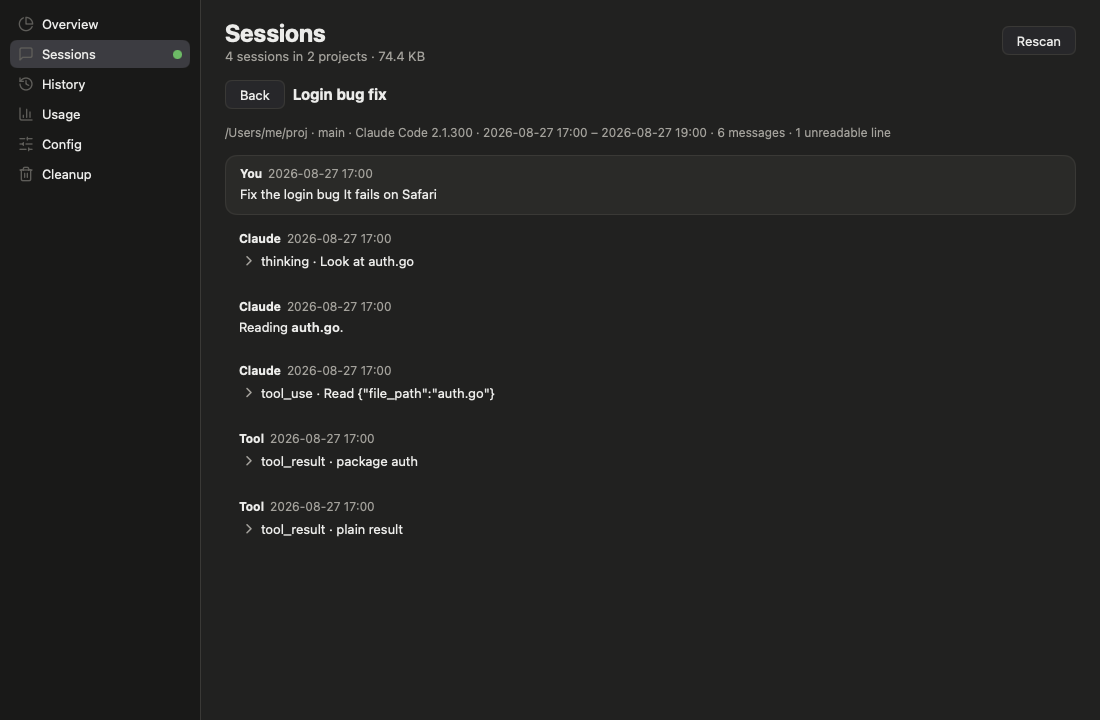 Overview
Sessions
History
Usage
Config
Cleanup
Sessions
4 sessions in 2 projects · 74.4 KB
Rescan
Back
Login bug fix
/Users/me/proj · main · Claude Code 2.1.300 · 2026-08-27 17:00 – 2026-08-27 19:00 · 6 messages · 1 unreadable line
You 2026-08-27 17:00
Fix the login bug It fails on Safari
Claude 2026-08-27 17:00
thinking · Look at auth.go
Claude 2026-08-27 17:00
Reading auth.go.
Claude 2026-08-27 17:00
tool_use · Read {"file_path":"auth.go"}
Tool 2026-08-27 17:00
tool_result · package auth
Tool 2026-08-27 17:00
tool_result · plain result